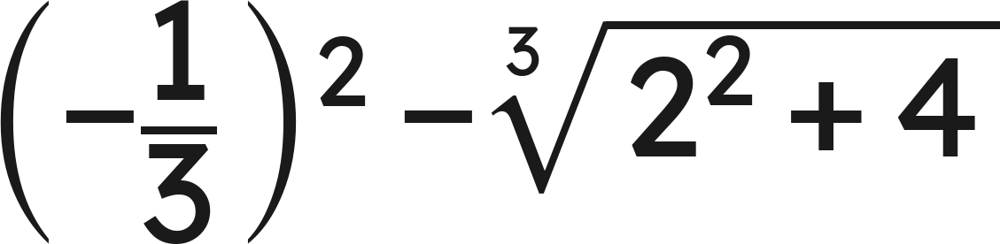 (−1/3)² − ∛(2² + 4)